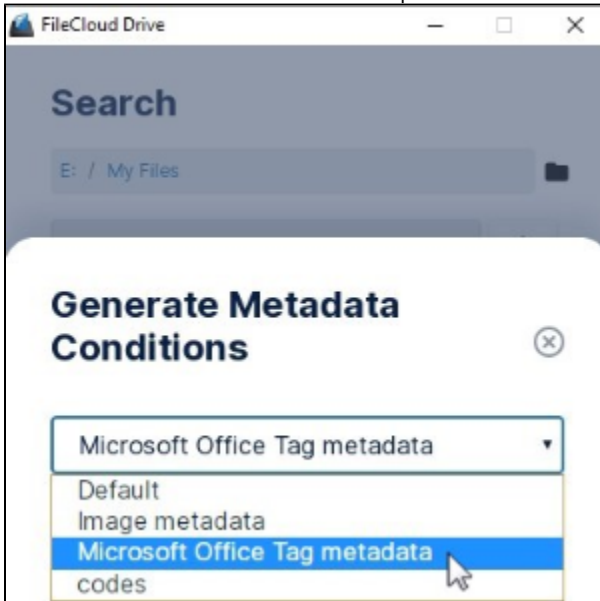 FileCloud Drive
Search
E: / My Files
Generate Metadata
Conditions
Microsoft Office Tag metadata
Default
Image metadata
Microsoft Office Tag metadata
codes